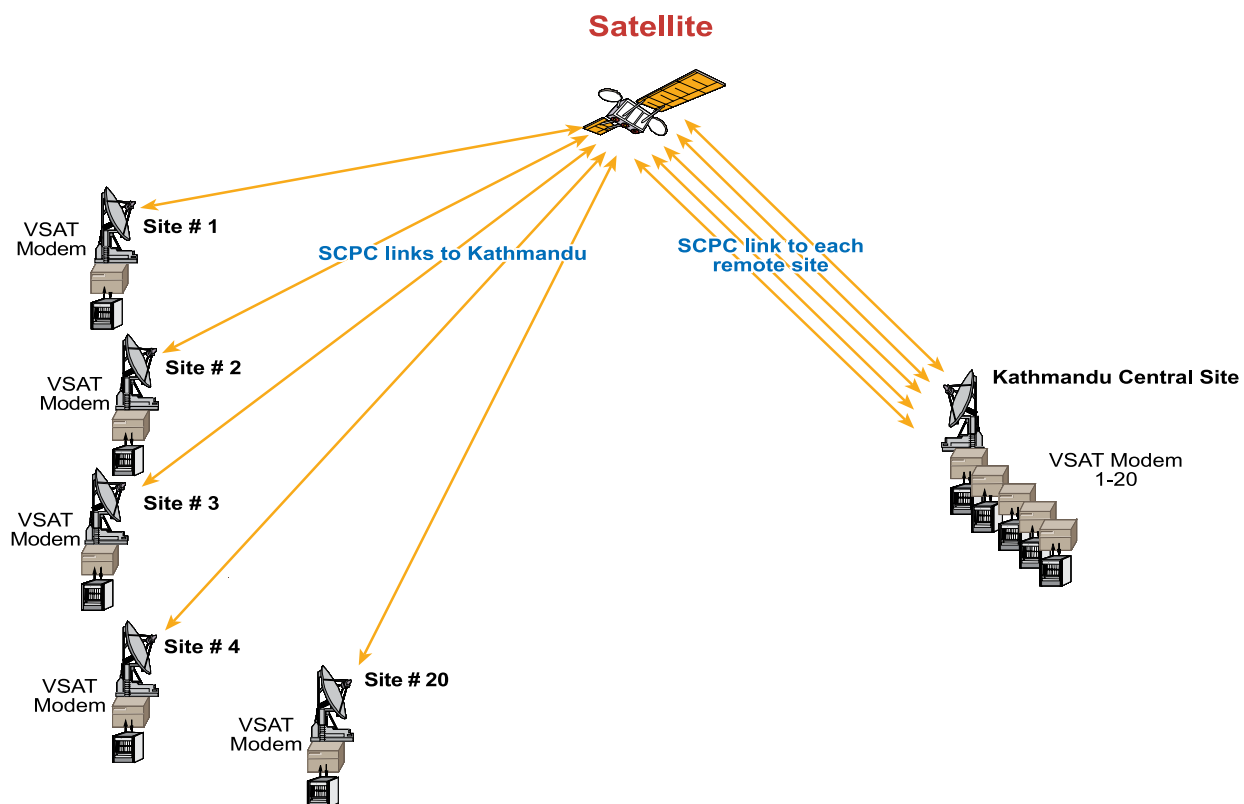 Satellite
VSAT
Modem
Site # 1
SCPC links to Kathmandu
SCPC link to each
remote site
Site # 2
VSAT
Modem
Kathmandu Central Site
VSAT Modem
1-20
Site # 3
VSAT
Modem
Site # 4
VSAT
Modem
Site # 20
VSAT
Modem